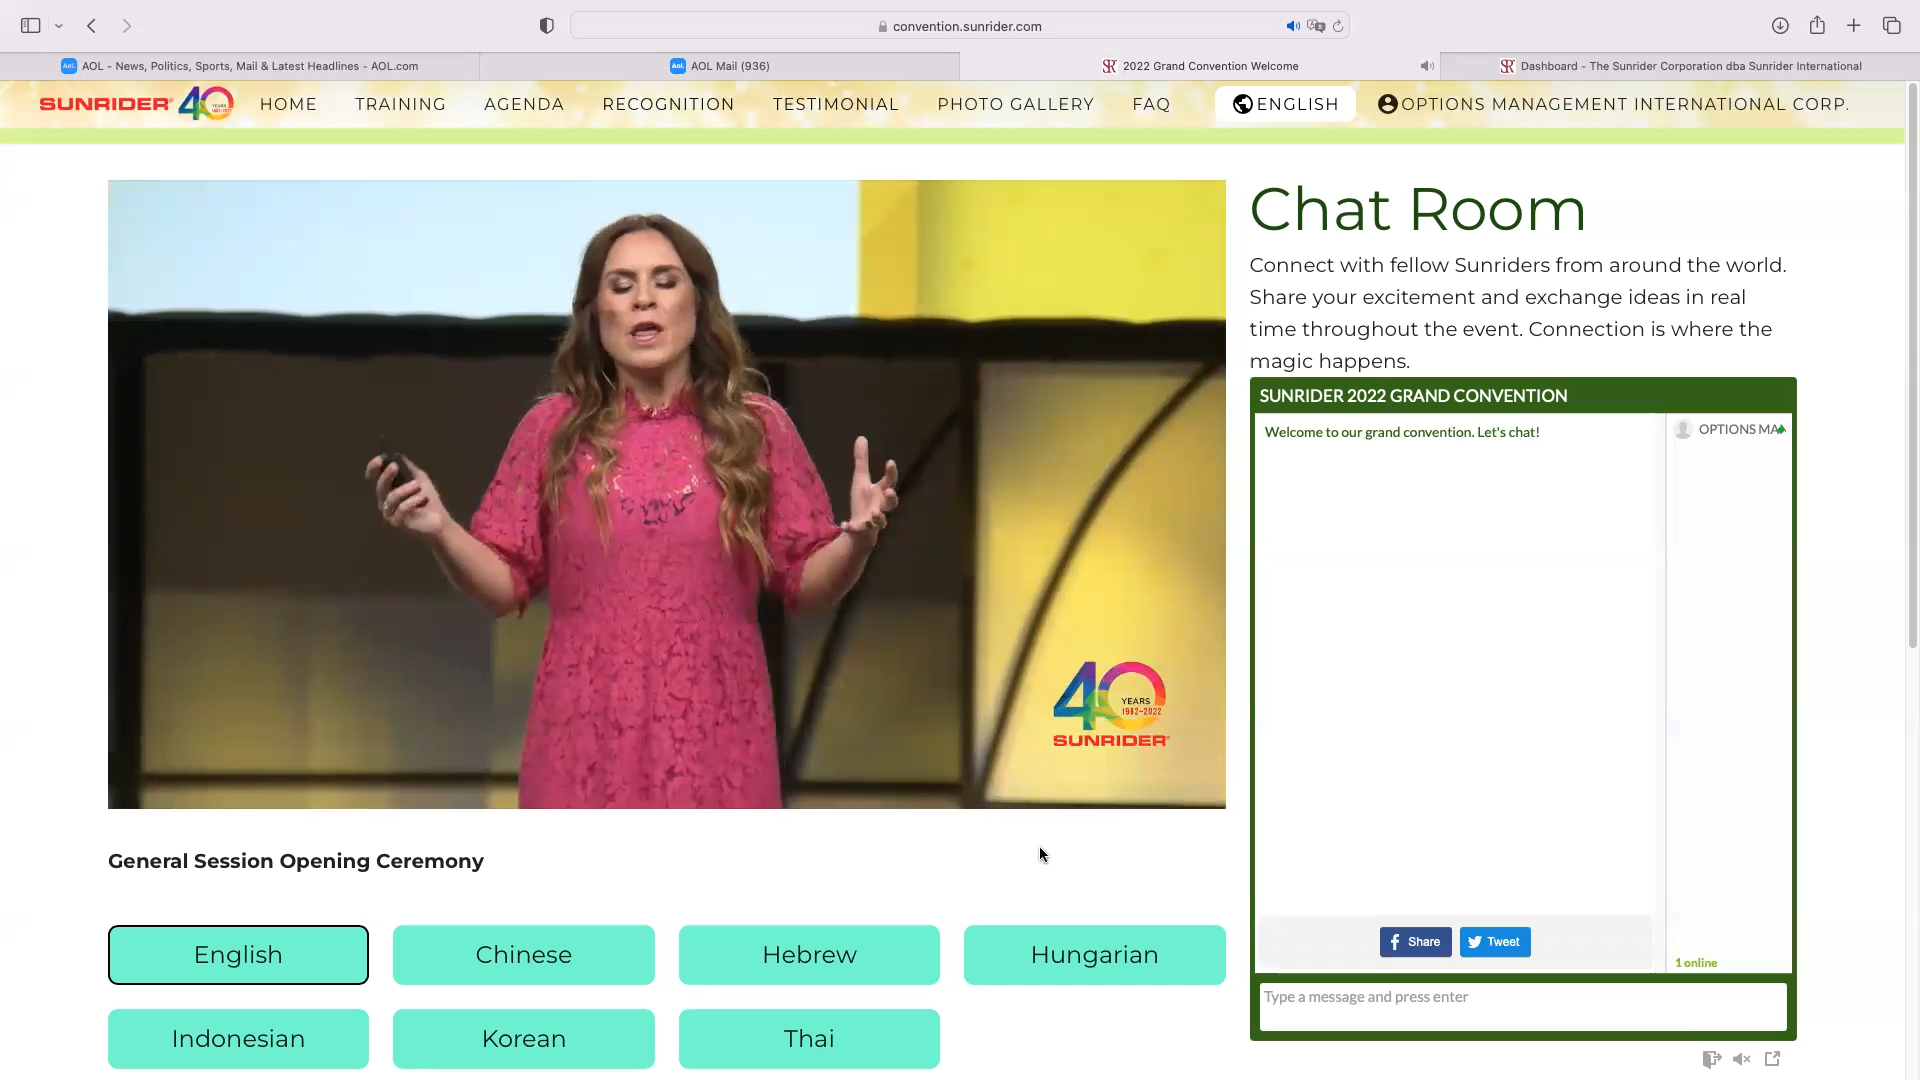 convention.sunrider.com
AOL - News, Politics, Sports, Mail & Latest Headlines - AOL.com
AOL Mail (936)
2022 Grand Convention Welcome
Dashboard - The Sunrider Corporation dba Sunrider International
SUNRIDER 40 YEARS
HOME
TRAINING
AGENDA
RECOGNITION
TESTIMONIAL
PHOTO GALLERY
FAQ
ENGLISH
OPTIONS MANAGEMENT INTERNATIONAL CORP.
40 YEARS
1982-2022
SUNRIDER
General Session Opening Ceremony
English
Chinese
Hebrew
Hungarian
Indonesian
Korean
Thai
Chat Room
Connect with fellow Sunriders from around the world.
Share your excitement and exchange ideas in real
time throughout the event. Connection is where the
magic happens.
SUNRIDER 2022 GRAND CONVENTION
Welcome to our grand convention. Let's chat!
OPTIONS MA
Share
Tweet
1 online
Type a message and press enter